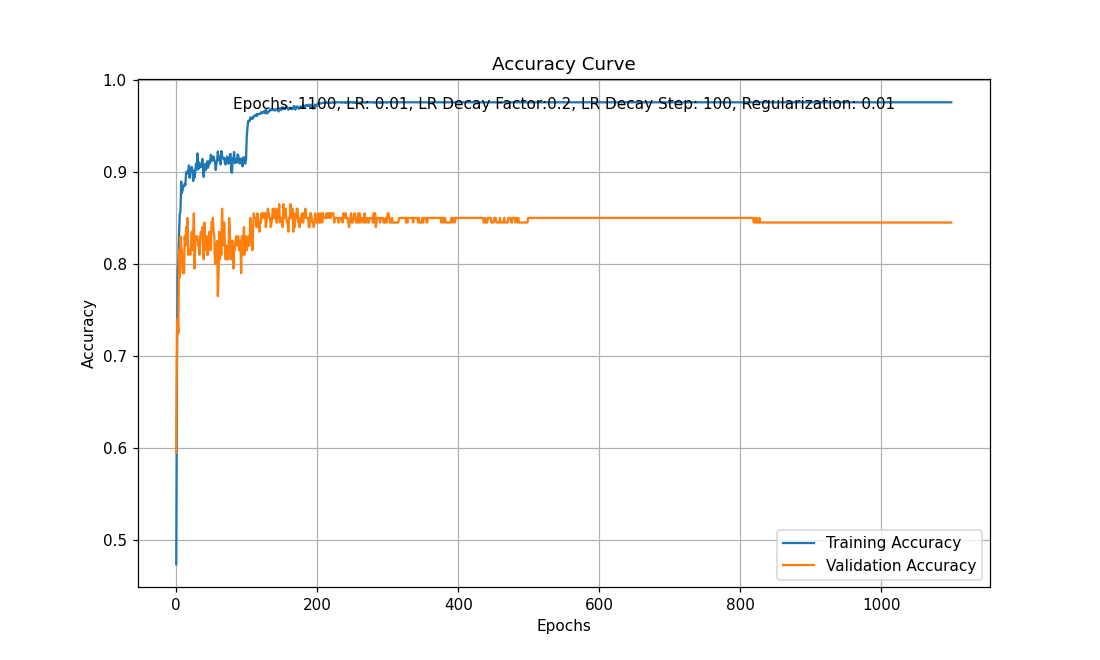 Accuracy Curve
Epochs: 1100, LR: 0.01, LR Decay Factor:0.2, LR Decay Step: 100, Regularization: 0.01
1.0
0.9
0.8
0.7
0.6
0.5
Accuracy
Training Accuracy
Validation Accuracy
0 200 400 600 800 1000
Epochs